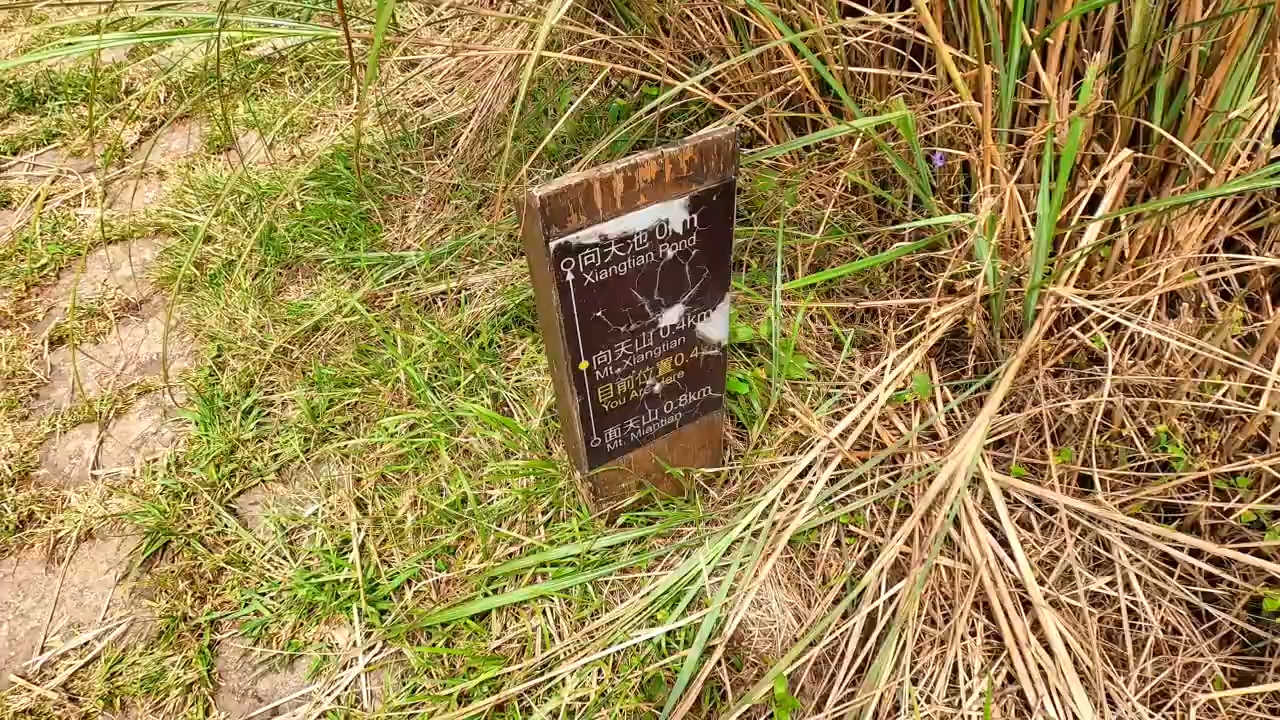 向天池 0km
Xiangtian Pond
向天山 0.4km
Mt. Xiangtian
目前位置0.4
You Are Here
面天山 0.8km
Mt. Miantian